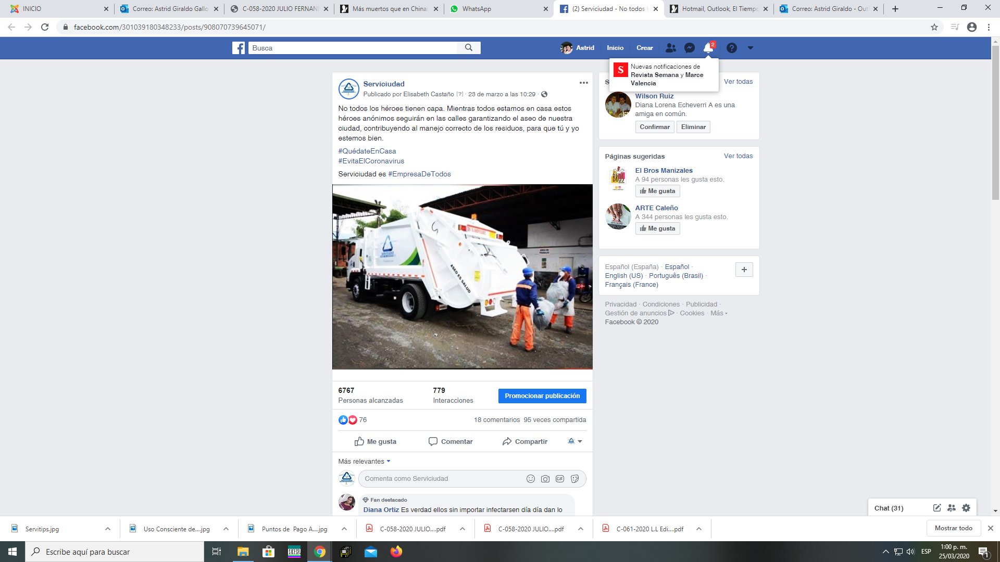 INICIO
Correo: Astrid Giraldo Gallo
C-058-2020 JULIO FERNAN
Más muertos que en China:
WhatsApp
(2) Serviciudad - No todos l
Hotmail, Outlook, El Tiempo
Correo: Astrid Giraldo - Out
facebook.com/301039180348233/posts/908070739645071/
Busca
Astrid
Inicio
Crear
2
Nuevas notificaciones de
Revista Semana y Marce
Valencia
Serviciudad
Publicado por Elisabeth Castaño [?] · 23 de marzo a las 10:29 ·
No todos los héroes tienen capa. Mientras todos estamos en casa estos
héroes anónimos seguirán en las calles garantizando el aseo de nuestra
ciudad, contribuyendo al manejo correcto de los residuos, para que tú y yo
estemos bien.
#QuédateEnCasa
#EvitaElCoronavirus
Serviciudad es #EmpresaDeTodos
SERVICIUDAD
ASEO ES SALUD
AREA DE
TRABAJO
6767
Personas alcanzadas
779
Interacciones
Promocionar publicación
76
18 comentarios 95 veces compartida
Me gusta
Comentar
Compartir
Más relevantes
Comenta como Serviciudad
GIF
Fan destacado
Diana Ortiz Es verdad ellos sin importar infectarsen día día dan lo
S
Ver todas
Wilson Ruiz
Diana Lorena Echeverri A es una
amiga en común.
Confirmar
Eliminar
Páginas sugeridas
Ver todas
BROS
El Bros Manizales
A 94 personas les gusta esto.
Me gusta
ARTE Caleño
A 344 personas les gusta esto.
Me gusta
Español (España) · Español ·
English (US) · Português (Brasil) ·
Français (France)
Privacidad · Condiciones · Publicidad ·
Gestión de anuncios · Cookies · Más
Facebook © 2020
Chat (31)
Servitips.jpg
Uso Consciente de....jpg
Puntos de Pago A....jpg
C-058-2020 JULIO....pdf
C-058-2020 JULIO....pdf
C-061-2020 L.L Edi....pdf
Mostrar todo
Escribe aquí para buscar
ESP
1:00 p. m.
25/03/2020
1